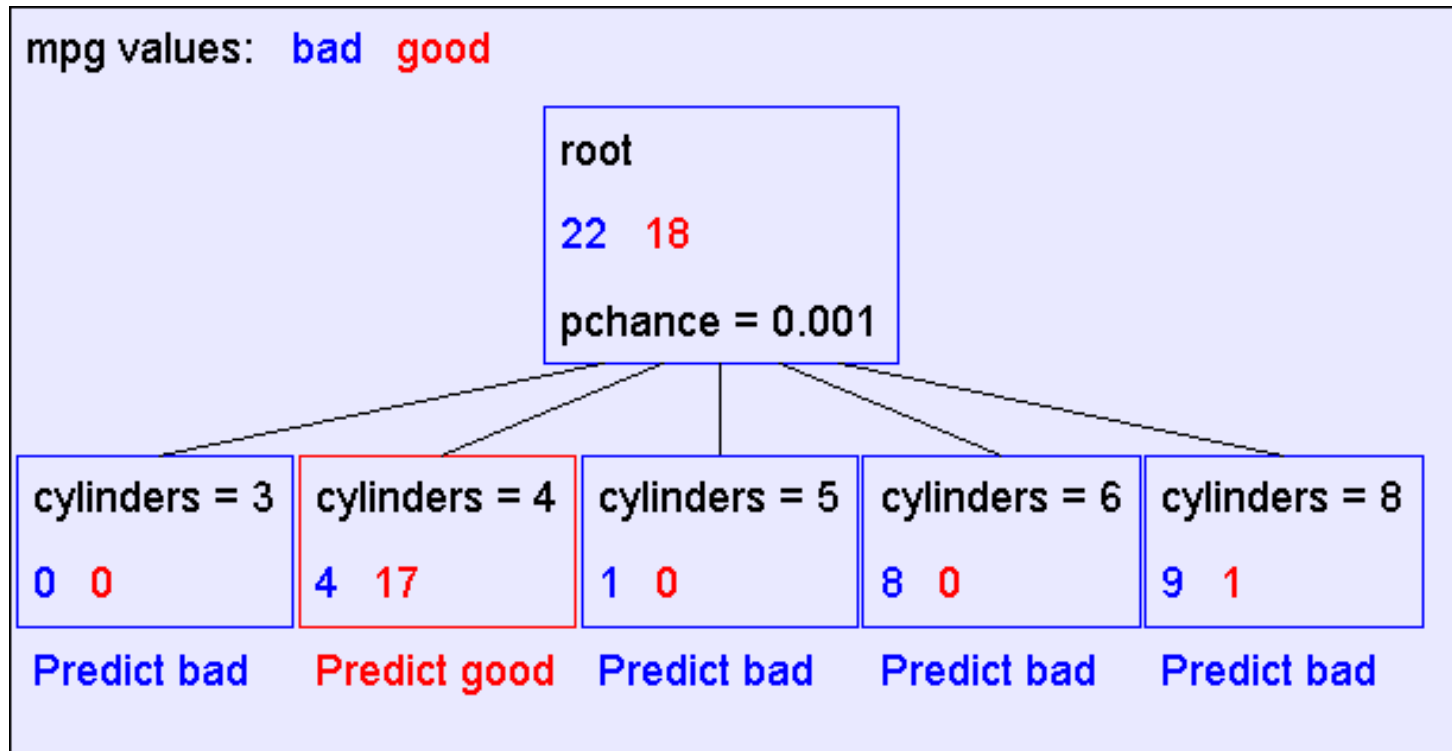 mpg values: bad good
root
22 18
pchance = 0.001
cylinders = 3
0 0
Predict bad
cylinders = 4
4 17
Predict good
cylinders = 5
1 0
Predict bad
cylinders = 6
8 0
Predict bad
cylinders = 8
9 1
Predict bad